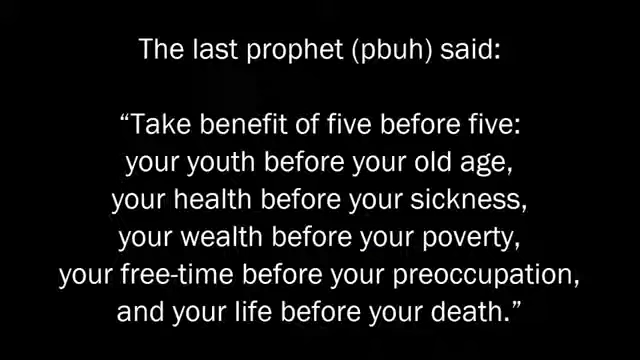 The last prophet (pbuh) said:
“Take benefit of five before five:
your youth before your old age,
your health before your sickness,
your wealth before your poverty,
your free-time before your preoccupation,
and your life before your death.”